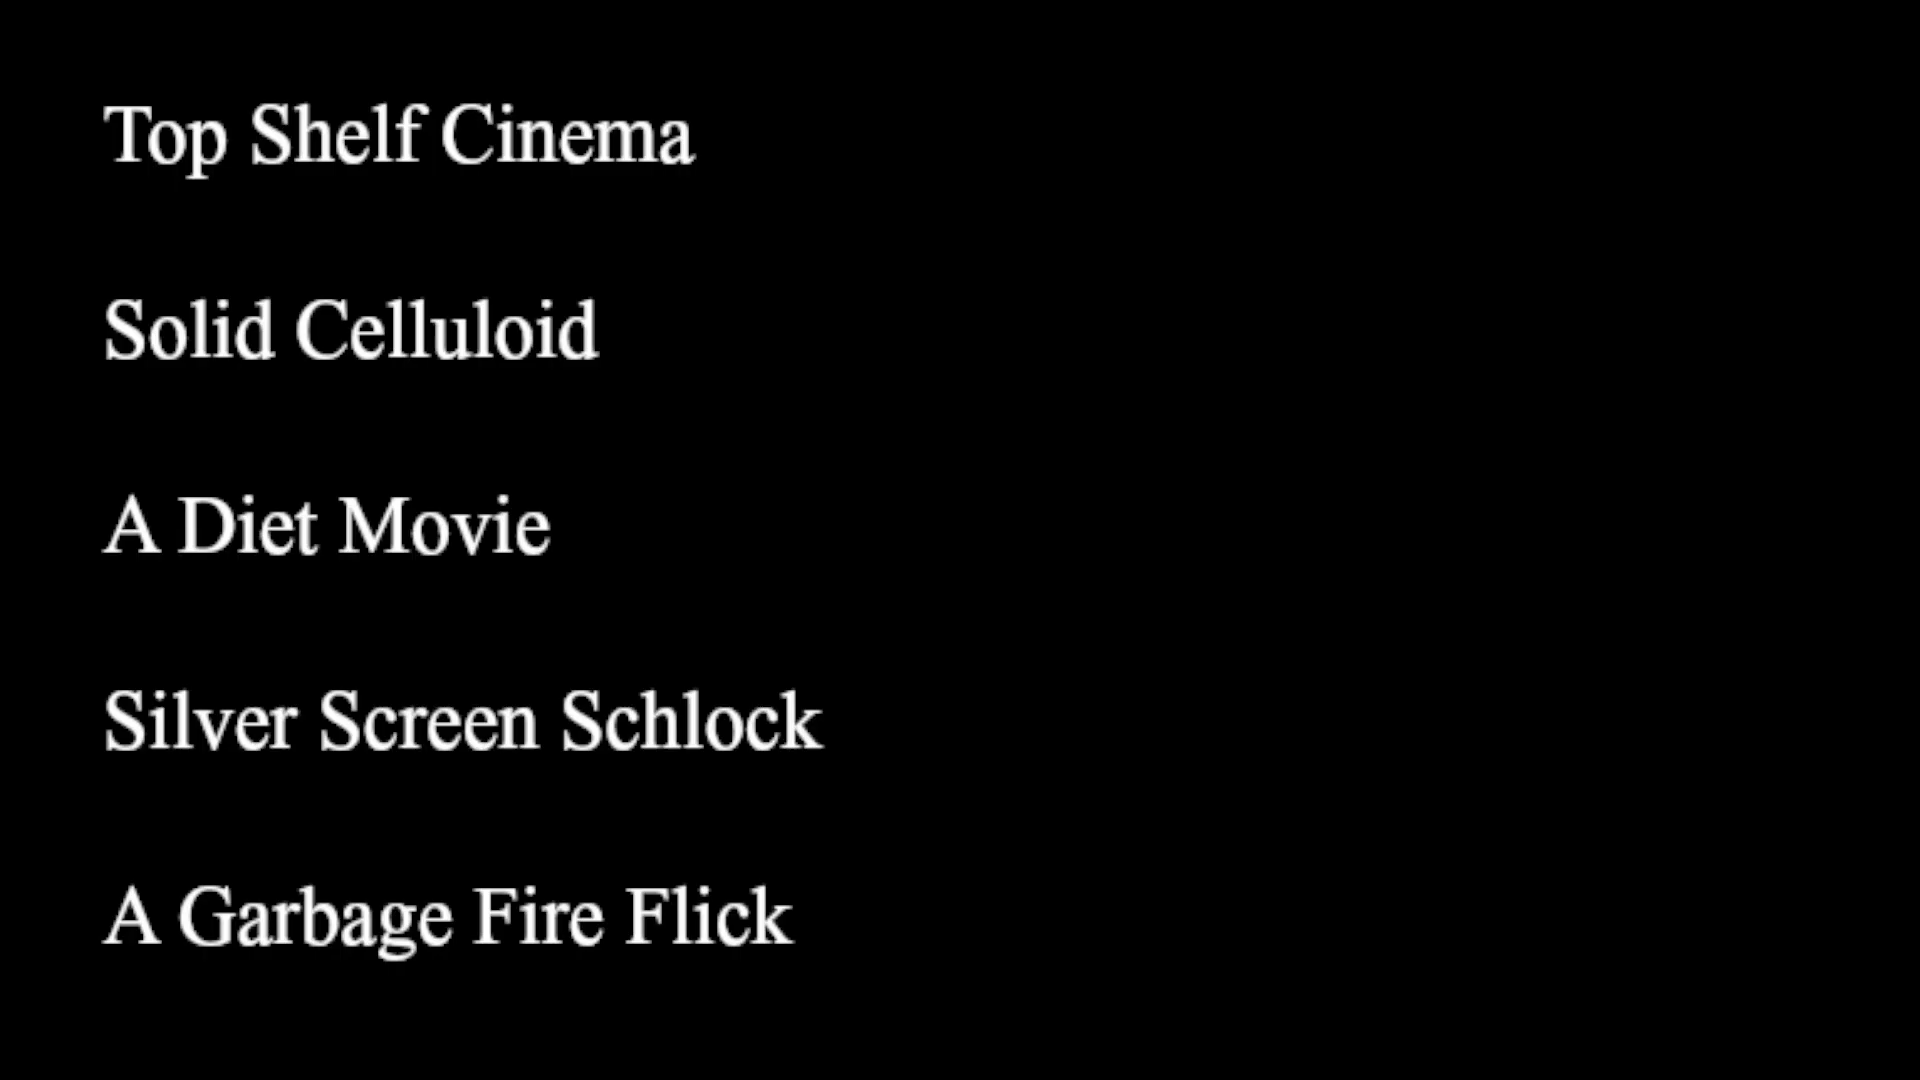 Top Shelf Cinema
Solid Celluloid
A Diet Movie
Silver Screen Schlock
A Garbage Fire Flick